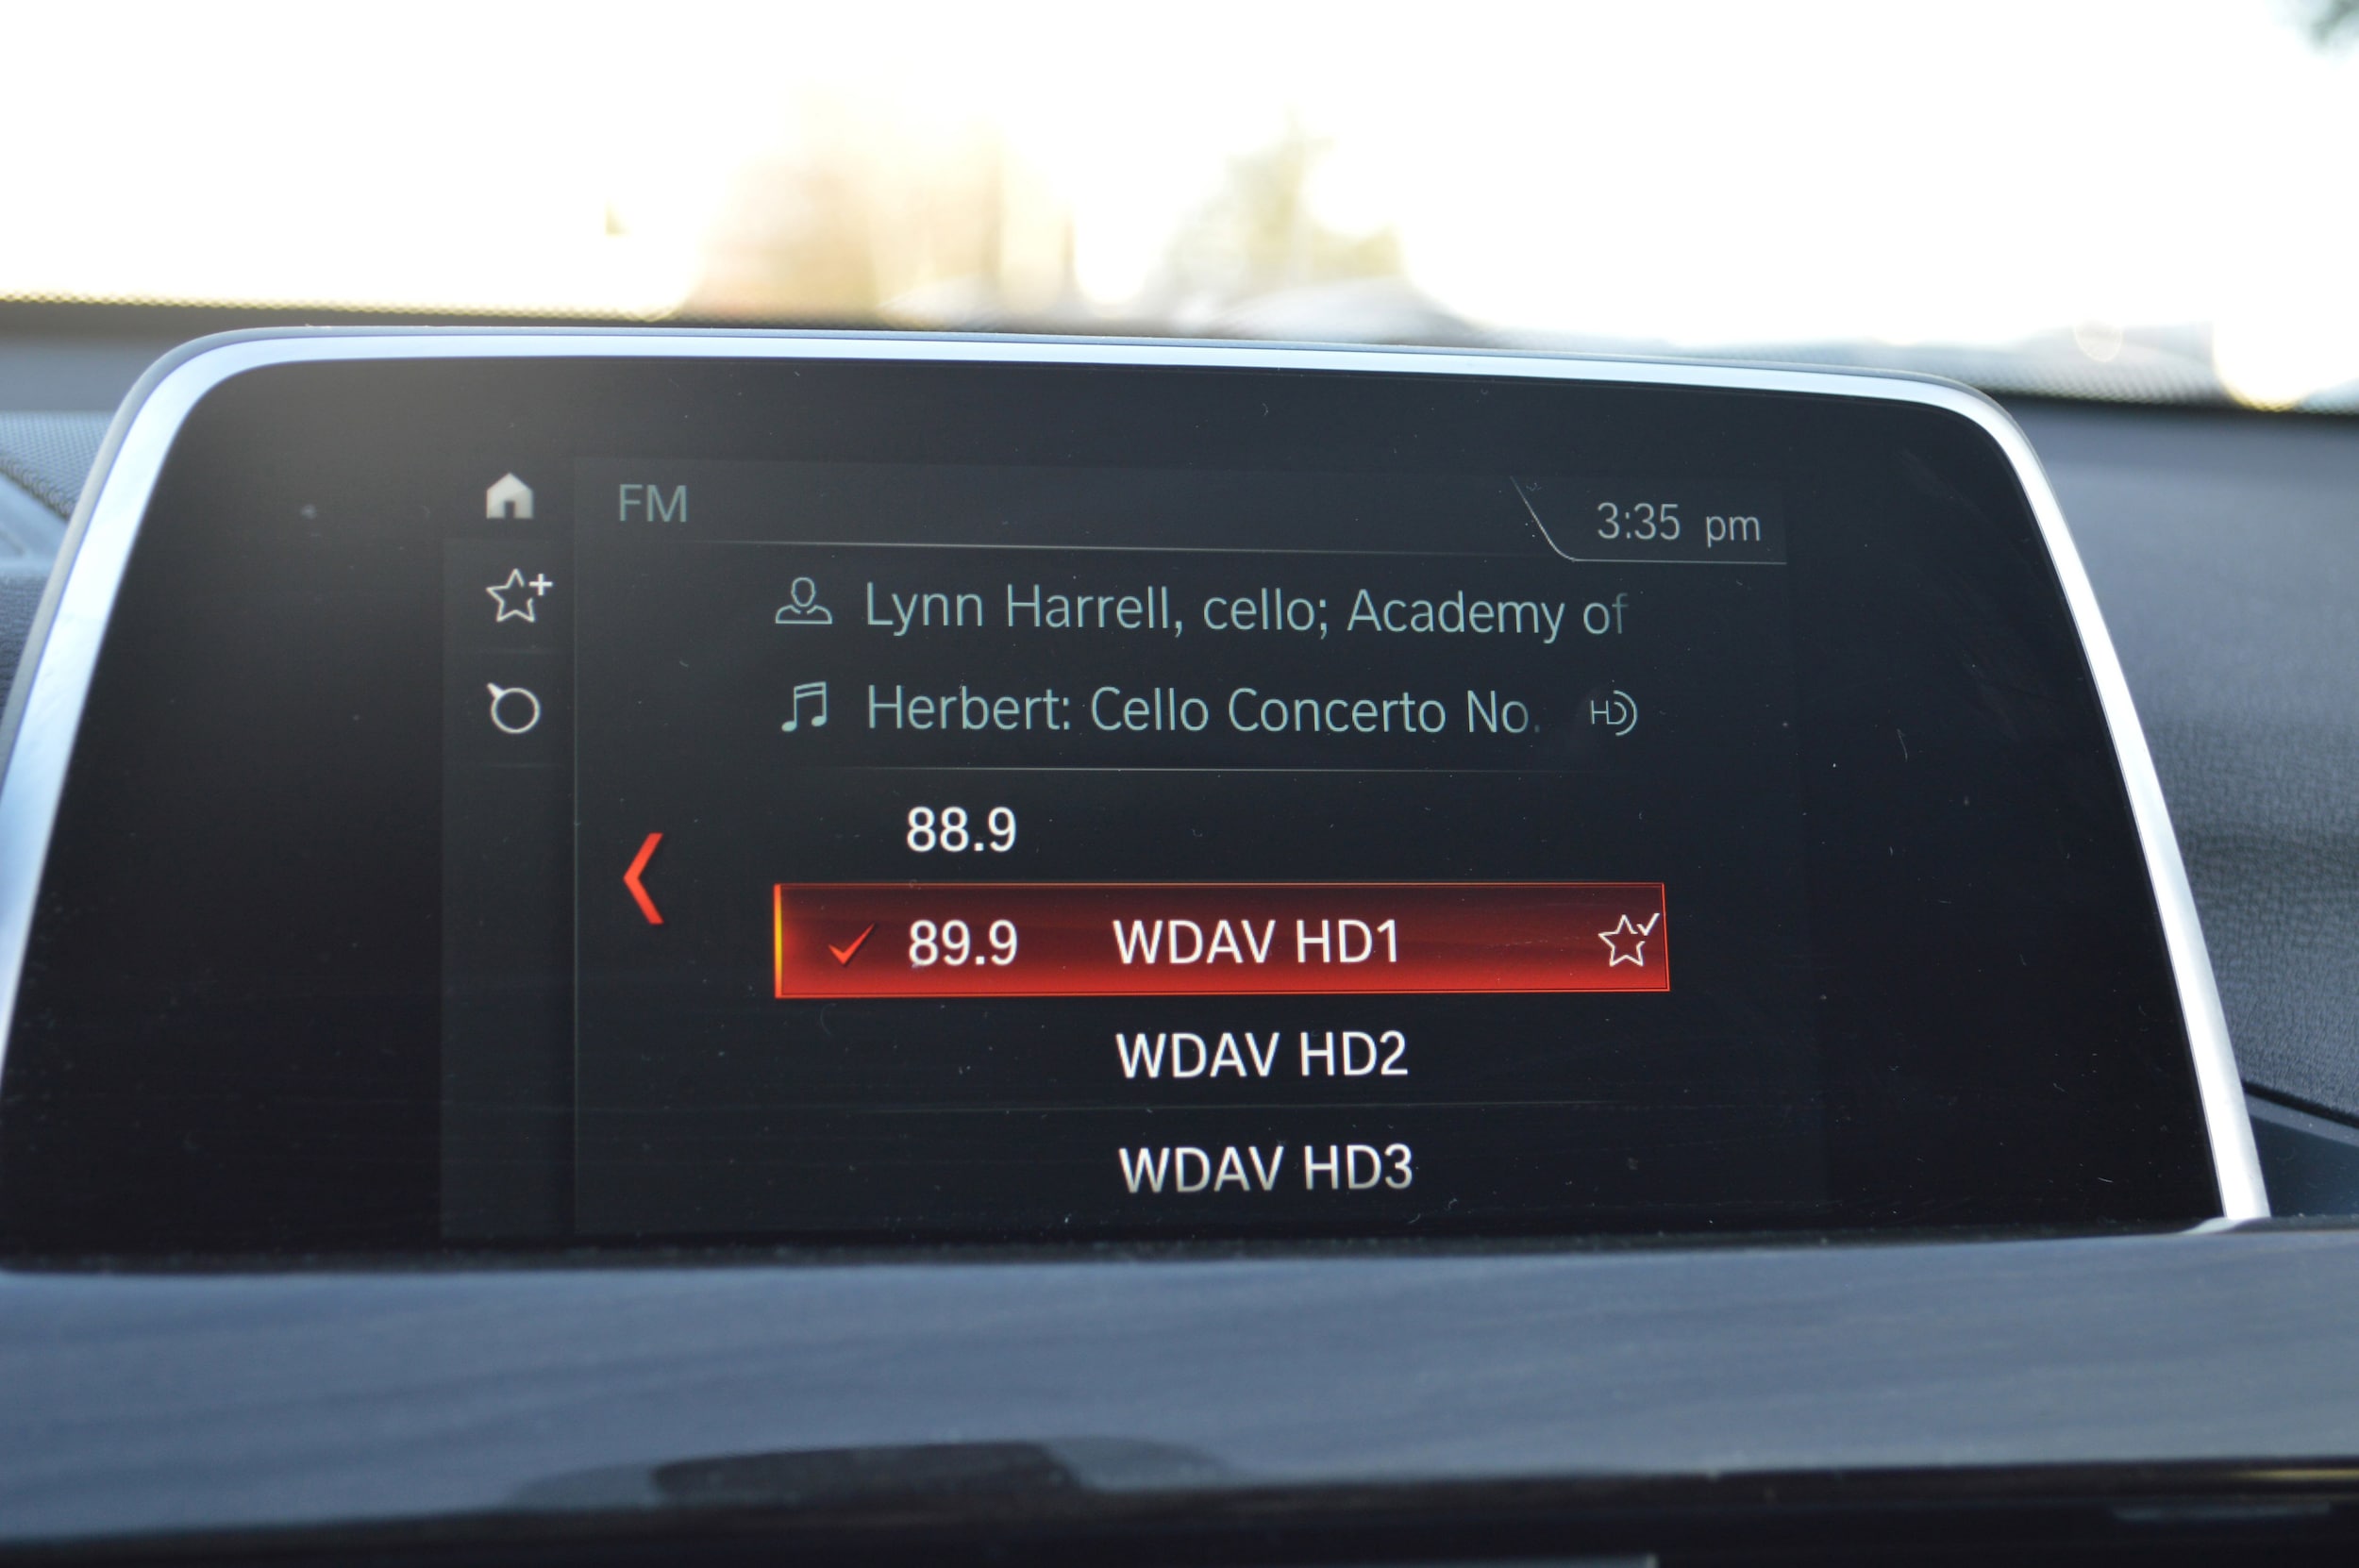 FM
3:35 pm
Lynn Harrell, cello; Academy of
Herbert: Cello Concerto No.
HD
88.9
89.9 WDAV HD1
WDAV HD2
WDAV HD3